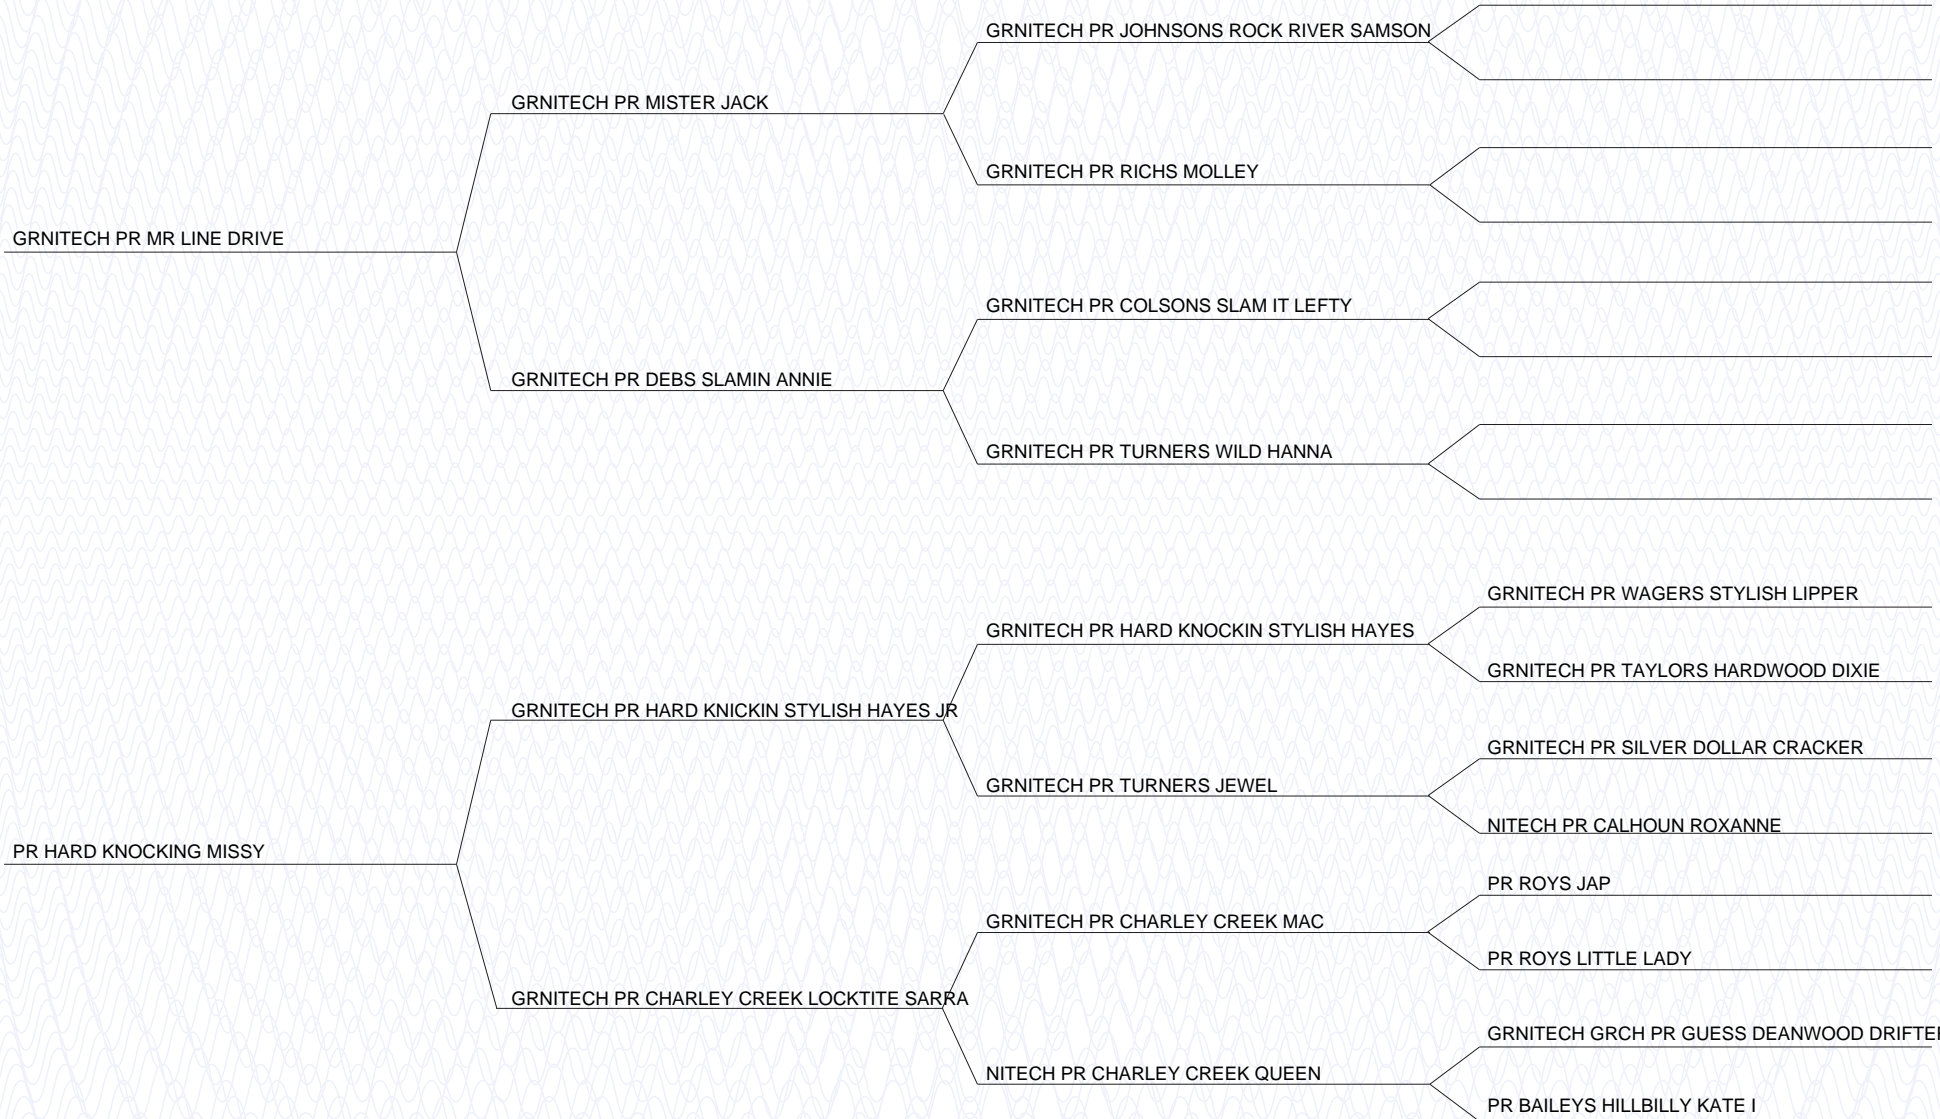 GRNITECH PR JOHNSONS ROCK RIVER SAMSON
GRNITECH PR MISTER JACK
GRNITECH PR RICHS MOLLEY
GRNITECH PR MR LINE DRIVE
GRNITECH PR COLSONS SLAM IT LEFTY
GRNITECH PR DEBS SLAMIN ANNIE
GRNITECH PR TURNERS WILD HANNA
GRNITECH PR WAGERS STYLISH LIPPER
GRNITECH PR HARD KNOCKIN STYLISH HAYES
GRNITECH PR TAYLORS HARDWOOD DIXIE
GRNITECH PR HARD KNICKIN STYLISH HAYES JR
GRNITECH PR SILVER DOLLAR CRACKER
GRNITECH PR TURNERS JEWEL
NITECH PR CALHOUN ROXANNE
PR HARD KNOCKING MISSY
PR ROYS JAP
GRNITECH PR CHARLEY CREEK MAC
PR ROYS LITTLE LADY
GRNITECH PR CHARLEY CREEK LOCKTITE SARRA
GRNITECH GRCH PR GUESS DEANWOOD DRIFTER
NITECH PR CHARLEY CREEK QUEEN
PR BAILEYS HILLBILLY KATE I